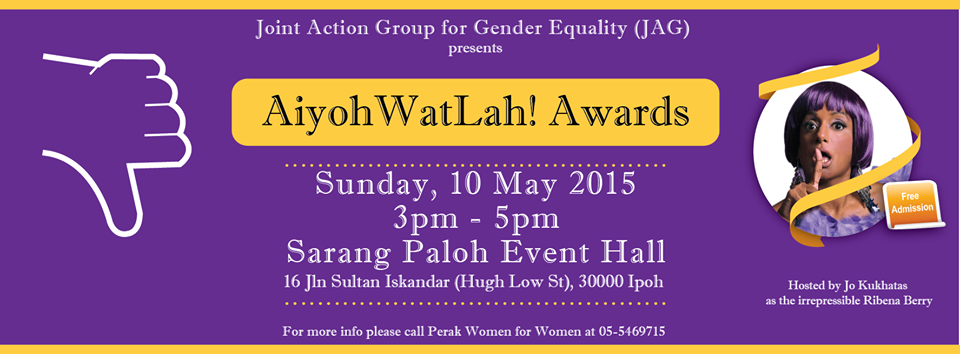 Joint Action Group for Gender Equality (JAG)
presents
AiyohWatLah! Awards
Sunday, 10 May 2015
3pm - 5pm
Sarang Paloh Event Hall
16 Jln Sultan Iskandar (Hugh Low St), 30000 Ipoh
For more info please call Perak Women for Women at 05-5469715
Free
Admission
Hosted by Jo Kukhatas
as the irrepressible Ribena Berry